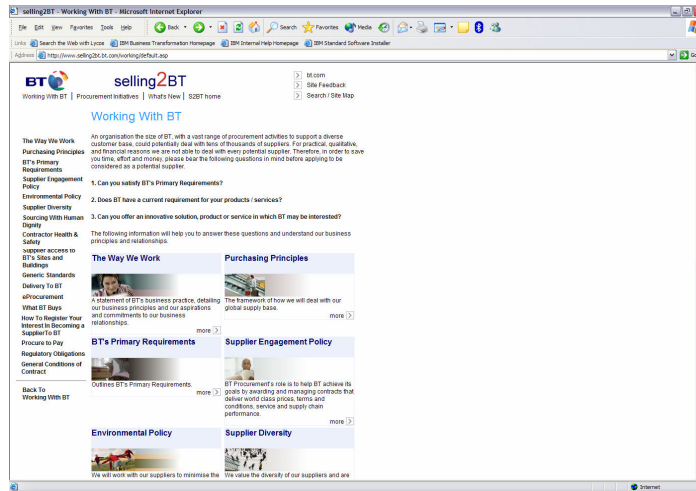 selling2BT - Working With BT - Microsoft Internet Explorer
File Edit View Favorites Tools Help
Back Search Favorites Media
Links Search the Web with Lycos IBM Business Transformation Homepage IBM Internal Help Homepage IBM Standard Software Installer
Address http://www.selling2bt.bt.com/working/default.asp Go
BT
selling2BT
bt.com
Site Feedback
Search / Site Map
Working With BT | Procurement Initiatives | What's New | S2BT home
Working With BT
An organisation the size of BT, with a vast range of procurement activities to support a diverse
customer base, could potentially deal with tens of thousands of suppliers. For practical, qualitative,
and financial reasons we are not able to deal with every potential supplier. Therefore, in order to save
you time, effort and money, please bear the following questions in mind before applying to be
considered as a potential supplier.
1. Can you satisfy BT's Primary Requirements?
2. Does BT have a current requirement for your products / services?
3. Can you offer an innovative solution, product or service in which BT may be interested?
The following information will help you to answer these questions and understand our business
principles and relationships.
The Way We Work
Purchasing Principles
BT's Primary
Requirements
Supplier Engagement
Policy
Environmental Policy
Supplier Diversity
Sourcing With Human
Dignity
Contractor Health &
Safety
Supplier access to
BT's Sites and
Buildings
Generic Standards
Delivery To BT
eProcurement
What BT Buys
How To Register Your
Interest In Becoming a
SupplierTo BT
Procure to Pay
Regulatory Obligations
General Conditions of
Contract
Back To
Working With BT
The Way We Work
A statement of BT's business practice, detailing
our business principles and our aspirations
and commitments to our business
relationships.
more
Purchasing Principles
The framework of how we will deal with our
global supply base.
more
BT's Primary Requirements
Outlines BT's Primary Requirements.
more
Supplier Engagement Policy
BT Procurement's role is to help BT achieve its
goals by awarding and managing contracts that
deliver world class prices, terms and
conditions, service and supply chain
performance.
more
Environmental Policy
We will work with our suppliers to minimise the
Supplier Diversity
We value the diversity of our suppliers and are
Internet